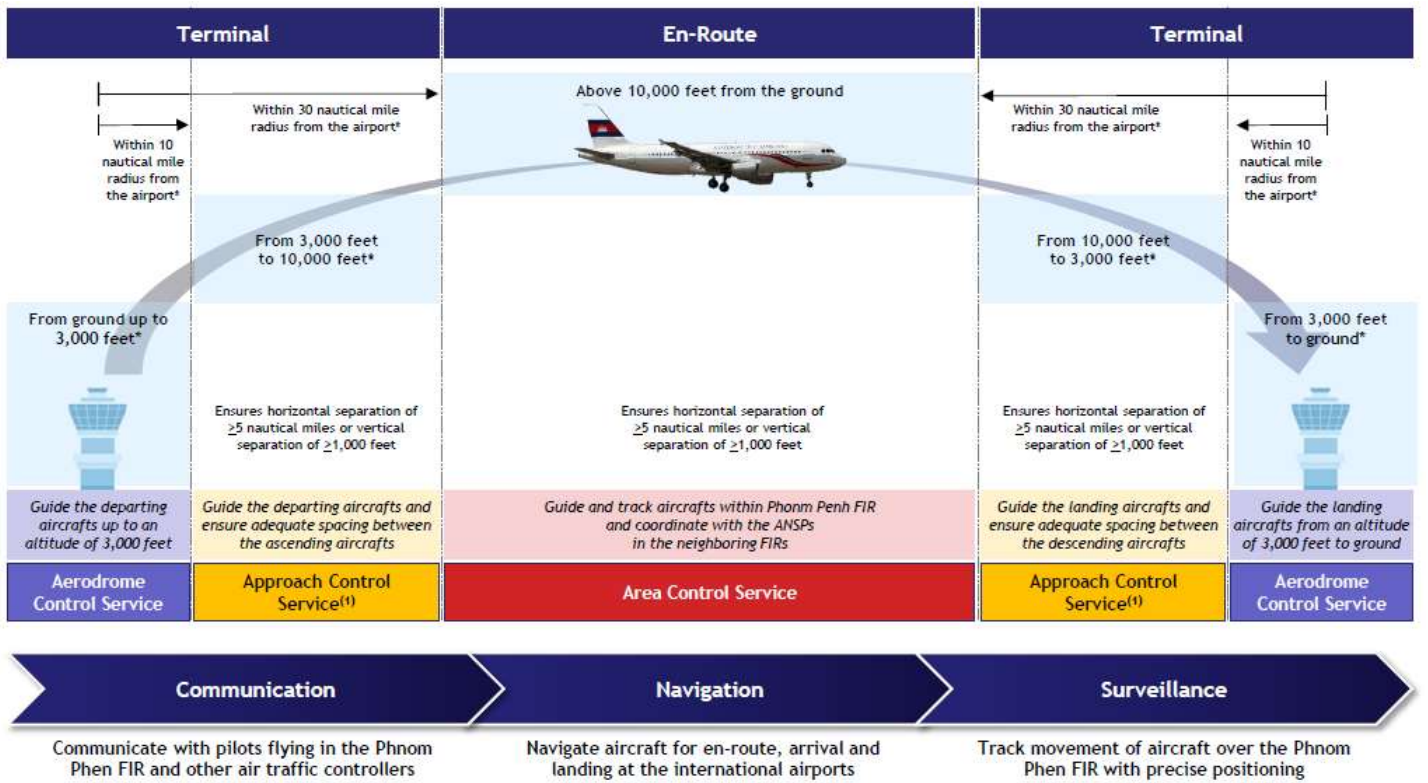 Terminal
En-Route
Terminal
Within 30 nautical mile
radius from the airport*
Above 10,000 feet from the ground
Within 30 nautical mile
radius from the airport*
Within 10
nautical mile
radius from
the airport*
Within 10
nautical mile
radius from
the airport*
From 3,000 feet
to 10,000 feet*
From 10,000 feet
to 3,000 feet*
From ground up to
3,000 feet*
From 3,000 feet
to ground*
Ensures horizontal separation of
≥5 nautical miles or vertical
separation of ≥1,000 feet
Ensures horizontal separation of
≥5 nautical miles or vertical
separation of ≥1,000 feet
Ensures horizontal separation of
≥5 nautical miles or vertical
separation of ≥1,000 feet
Guide the departing
aircrafts up to an
altitude of 3,000 feet
Guide the departing aircrafts and
ensure adequate spacing between
the ascending aircrafts
Guide and track aircrafts within Phonm Penh FIR
and coordinate with the ANSPs
in the neighboring FIRs
Guide the landing aircrafts and
ensure adequate spacing between
the descending aircrafts
Guide the landing
aircrafts from an altitude
of 3,000 feet to ground
Aerodrome
Control Service
Approach Control
Service(1)
Area Control Service
Approach Control
Service(1)
Aerodrome
Control Service
Communication
Navigation
Surveillance
Communicate with pilots flying in the Phnom
Phen FIR and other air traffic controllers
Navigate aircraft for en-route, arrival and
landing at the international airports
Track movement of aircraft over the Phnom
Phen FIR with precise positioning